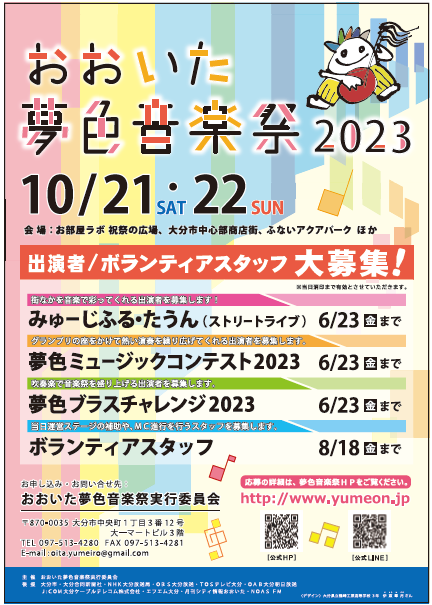 おおいた
夢色音楽祭 2023
10/21SAT・22SUN
会場：お部屋ラボ 祝祭の広場、大分市中心部商店街、ふないアクアパーク ほか
出演者/ボランティアスタッフ 大募集!
※当日消印まで有効とさせていただきます。
街なかを音楽で彩ってくれる出演者を募集します！
みゅーじふる・たうん（ストリートライブ） 6/23金まで
グランプリの座をかけて熱い演奏を繰り広げてくれる出演者を募集します。
夢色ミュージックコンテスト2023 6/23金まで
吹奏楽で音楽祭を盛り上げる出演者を募集します。
夢色ブラスチャレンジ2023 6/23金まで
当日運営ステージの補助や、MC進行を行うスタッフを募集します。
ボランティアスタッフ 8/18金まで
お申し込み・お問い合せ先：
おおいた夢色音楽祭実行委員会
〒870-0035 大分市中央町1丁目3番12号
大一マートビル3階
TEL 097-513-4280 FAX 097-513-4281
E-mail:oita.yumeiro@gmail.com
応募の詳細は、夢色音楽祭HPをご覧ください。
http://www.yumeon.jp
[公式HP] [公式LINE]
主催 おおいた夢色音楽祭実行委員会
後援 大分市・大分合同新聞社・NHK大分放送局・OBS大分放送・TOSテレビ大分・OAB大分朝日放送
J:COM大分ケーブルテレコム株式会社・エフエム大分・月刊シティ情報おおいた・NOAS FM